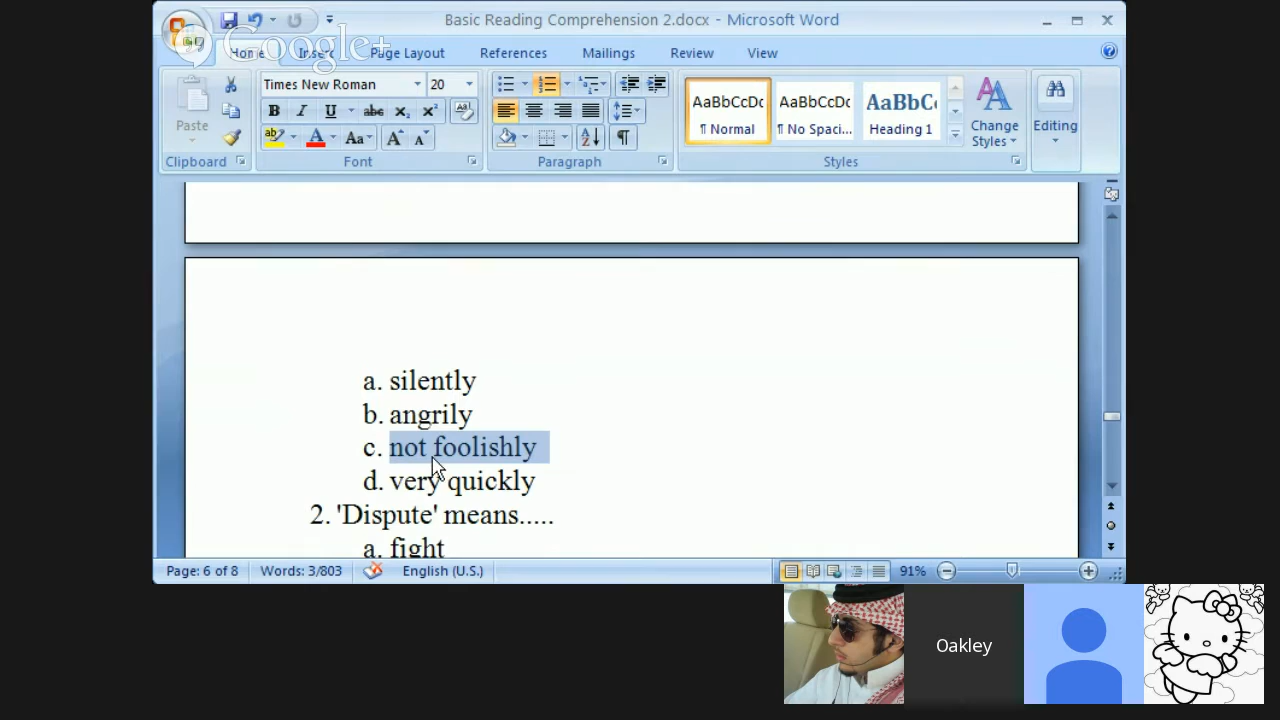 Basic Reading Comprehension 2.docx - Microsoft Word
Google+
Home Insert Page Layout References Mailings Review View
Times New Roman 20
AaBbCcDc AaBbCcDc AaBbC
Paste ¶ Normal ¶ No Spaci... Heading 1 Change Styles Editing
Clipboard Font Paragraph Styles
a. silently
b. angrily
c. not foolishly
d. very quickly
2. 'Dispute' means.....
a. fight
Page: 6 of 8 Words: 3/803 English (U.S.) 91%
Oakley